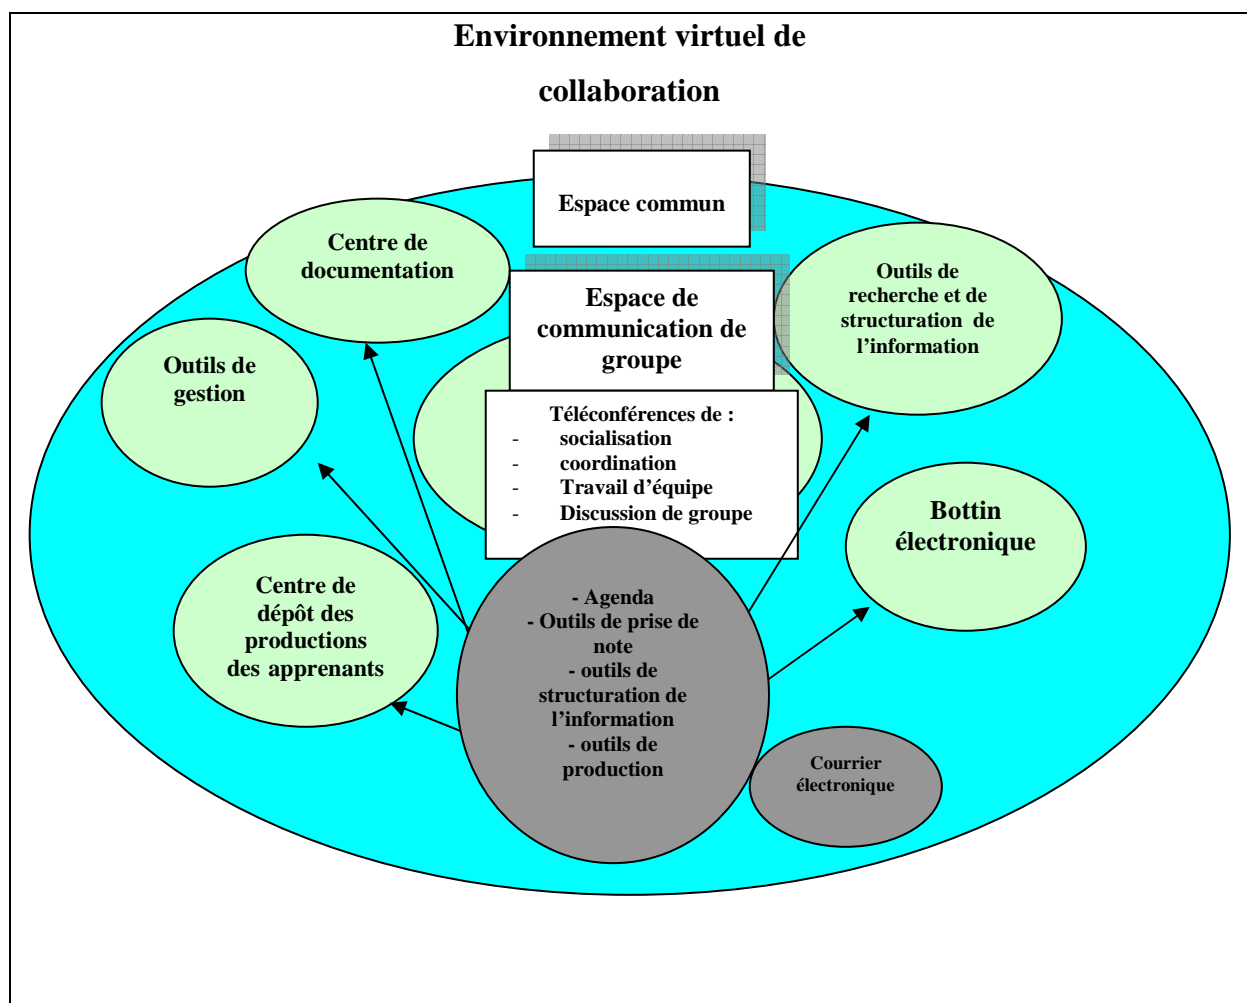 Environnement virtuel de
collaboration
Espace commun
Centre de
documentation
Espace de
communication de
groupe
Outils de
recherche et de
structuration de
l’information
Outils de
gestion
Téléconférences de :
- socialisation
- coordination
- Travail d’équipe
- Discussion de groupe
Bottin
électronique
Centre de
dépôt des
productions
des apprenants
- Agenda
- Outils de prise de
note
- outils de
structuration de
l’information
- outils de
production
Courrier
électronique